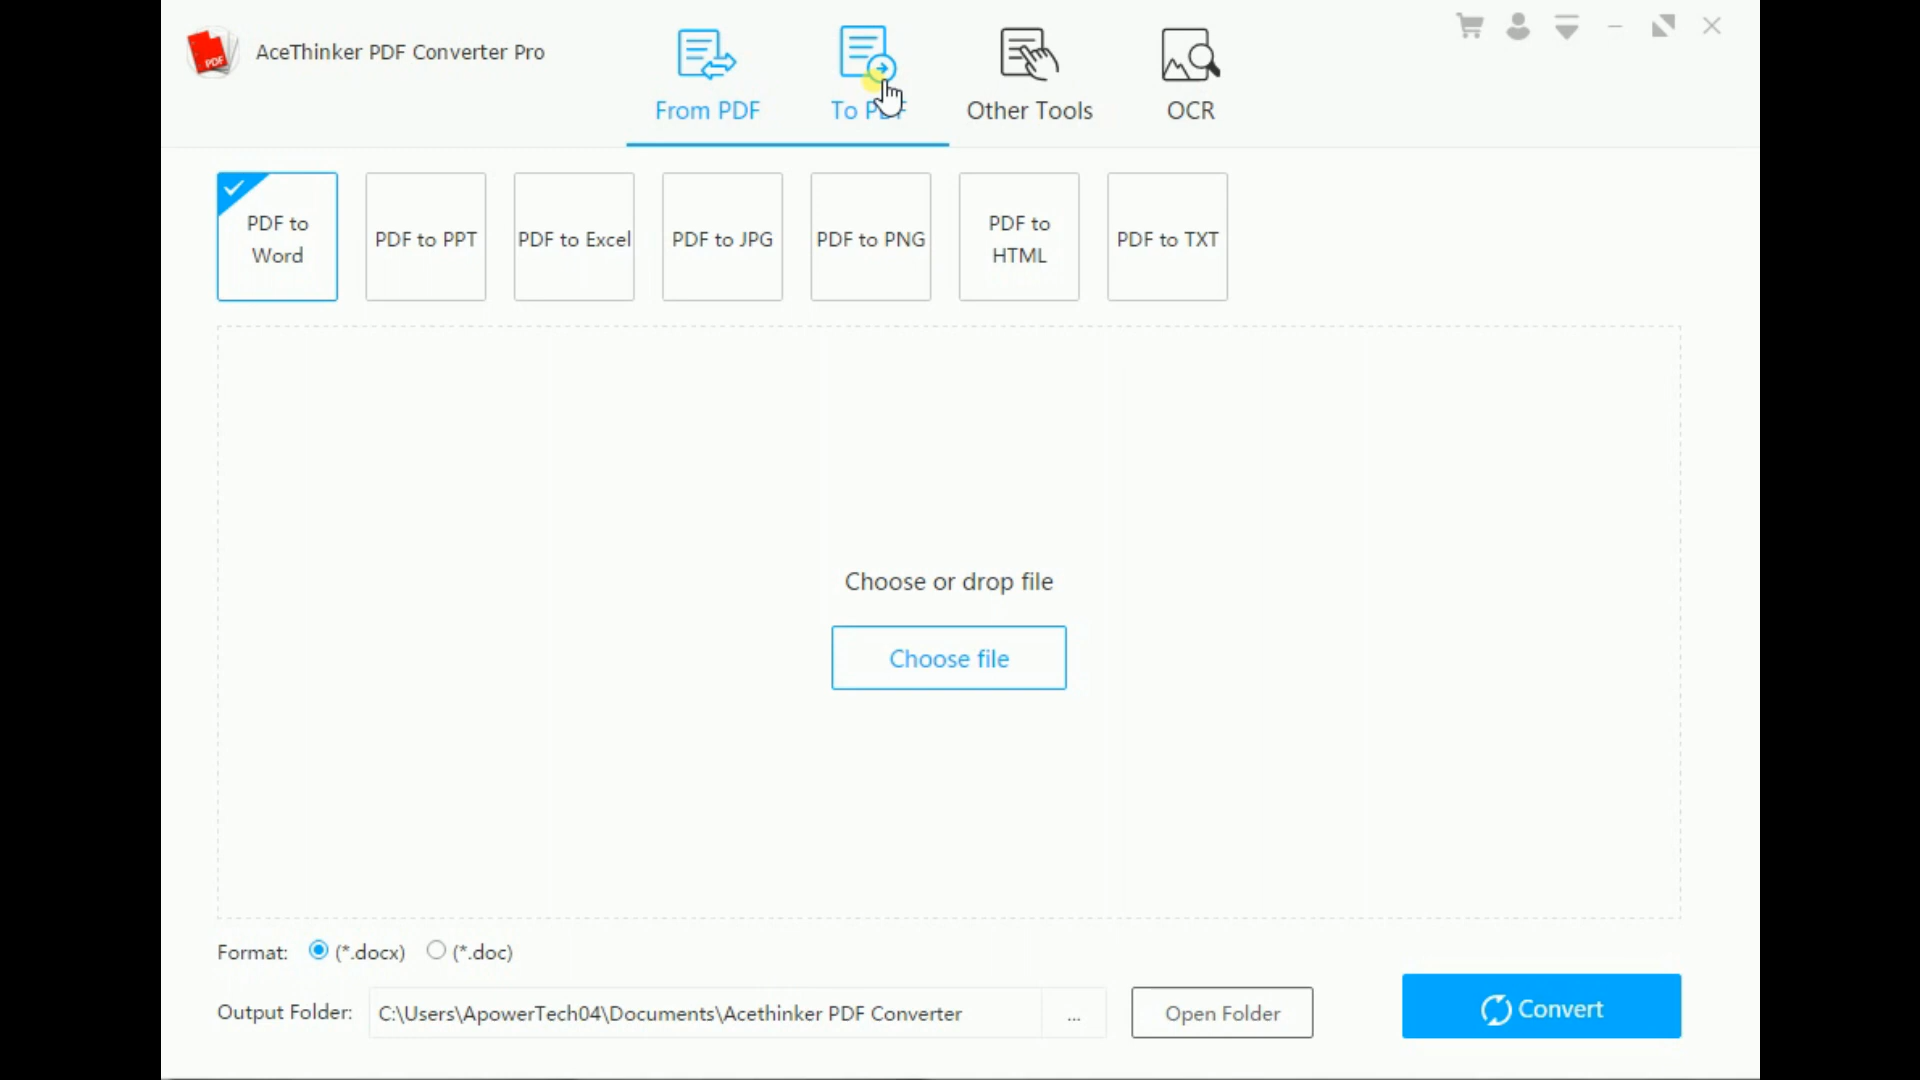 AceThinker PDF Converter Pro
From PDF
To PDF
Other Tools
OCR
PDF to
Word
PDF to PPT
PDF to Excel
PDF to JPG
PDF to PNG
PDF to
HTML
PDF to TXT
Choose or drop file
Choose file
Format: (*.docx) (*.doc)
Output Folder: C:\Users\ApowerTech04\Documents\Acethinker PDF Converter ... Open Folder
Convert